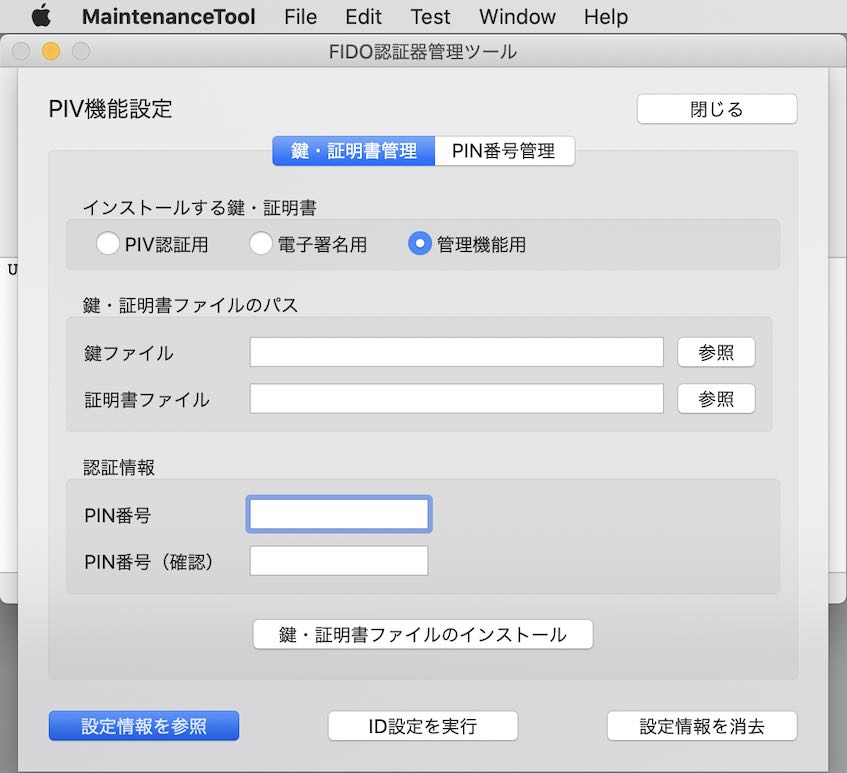 MaintenanceTool File Edit Test Window Help
FIDO認証器管理ツール
PIV機能設定 閉じる
鍵・証明書管理 PIN番号管理
インストールする鍵・証明書
U PIV認証用 電子署名用 管理機能用
鍵・証明書ファイルのパス
鍵ファイル 参照
証明書ファイル 参照
認証情報
PIN番号
PIN番号（確認）
鍵・証明書ファイルのインストール
設定情報を参照 ID設定を実行 設定情報を消去